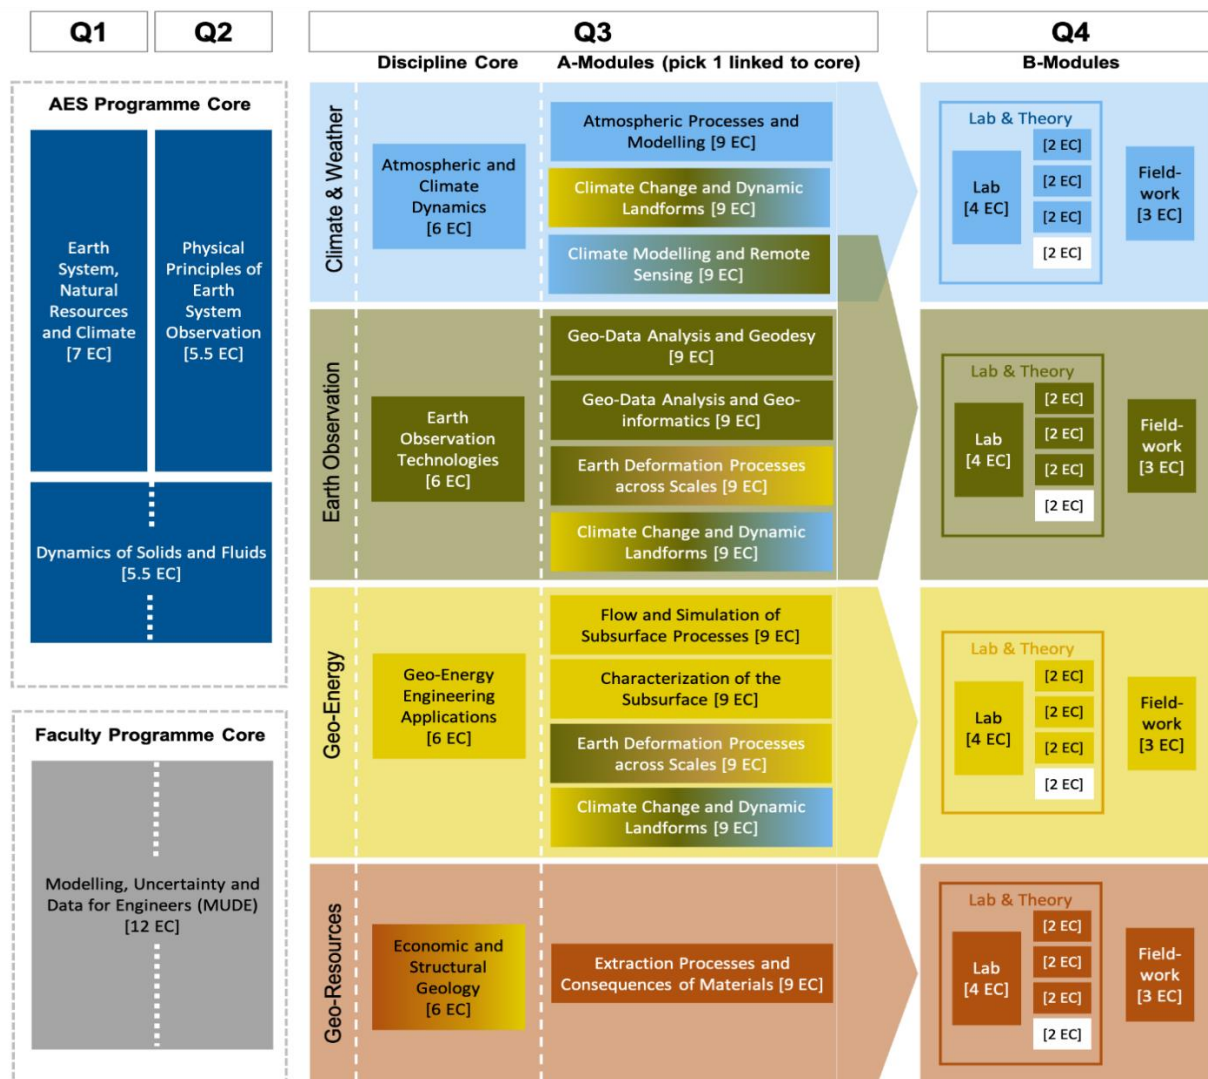 Q1
Q2
Q3
Q4
Discipline Core
A-Modules (pick 1 linked to core)
B-Modules
AES Programme Core
Earth
System,
Natural
Resources
and Climate
[7 EC]
Physical
Principles of
Earth
System
Observation
[5.5 EC]
Dynamics of Solids and Fluids
[5.5 EC]
Faculty Programme Core
Modelling, Uncertainty and
Data for Engineers (MUDE)
[12 EC]
Climate & Weather
Atmospheric and
Climate
Dynamics
[6 EC]
Atmospheric Processes and
Modelling [9 EC]
Climate Change and Dynamic
Landforms [9 EC]
Climate Modelling and Remote
Sensing [9 EC]
Lab & Theory
Lab
[4 EC]
[2 EC]
[2 EC]
[2 EC]
[2 EC]
Field-
work
[3 EC]
Earth Observation
Earth
Observation
Technologies
[6 EC]
Geo-Data Analysis and Geodesy
[9 EC]
Geo-Data Analysis and Geo-
informatics [9 EC]
Earth Deformation Processes
across Scales [9 EC]
Climate Change and Dynamic
Landforms [9 EC]
Lab & Theory
Lab
[4 EC]
[2 EC]
[2 EC]
[2 EC]
[2 EC]
Field-
work
[3 EC]
Geo-Energy
Geo-Energy
Engineering
Applications
[6 EC]
Flow and Simulation of
Subsurface Processes [9 EC]
Characterization of the
Subsurface [9 EC]
Earth Deformation Processes
across Scales [9 EC]
Climate Change and Dynamic
Landforms [9 EC]
Lab & Theory
Lab
[4 EC]
[2 EC]
[2 EC]
[2 EC]
[2 EC]
Field-
work
[3 EC]
Geo-Resources
Economic and
Structural
Geology
[6 EC]
Extraction Processes and
Consequences of Materials [9 EC]
Lab & Theory
Lab
[4 EC]
[2 EC]
[2 EC]
[2 EC]
[2 EC]
Field-
work
[3 EC]